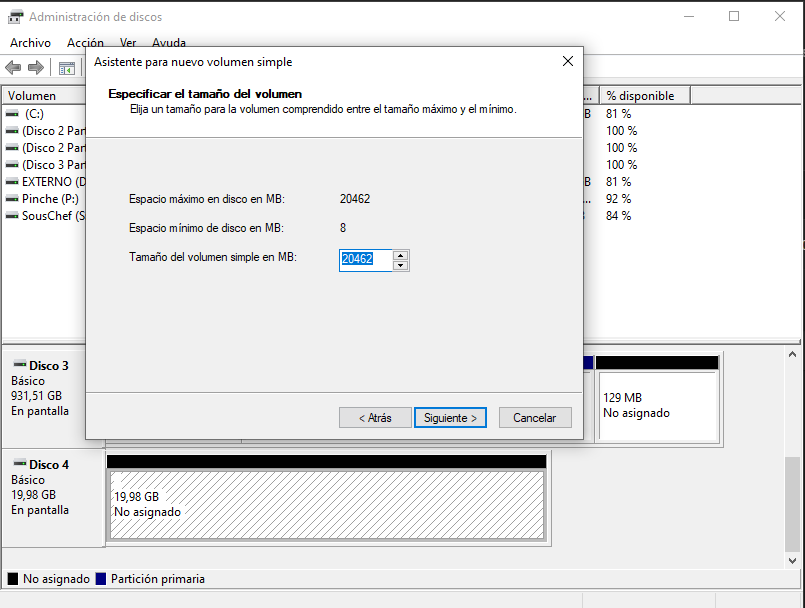 Administración de discos
Archivo Acción Ver Ayuda
Asistente para nuevo volumen simple
Especificar el tamaño del volumen
Elija un tamaño para la volumen comprendido entre el tamaño máximo y el mínimo.
Volumen ... % disponible
(C:) B 81 %
(Disco 2 Par 100 %
(Disco 2 Par 100 %
(Disco 3 Par 100 %
EXTERNO (D B 81 %
Pinche (P:) ... 92 %
SousChef (S 84 %
Espacio máximo en disco en MB: 20462
Espacio mínimo de disco en MB: 8
Tamaño del volumen simple en MB: 20462
< Atrás Siguiente > Cancelar
Disco 3
Básico
931,51 GB
En pantalla
129 MB
No asignado
Disco 4
Básico
19,98 GB
En pantalla
19,98 GB
No asignado
No asignado Partición primaria